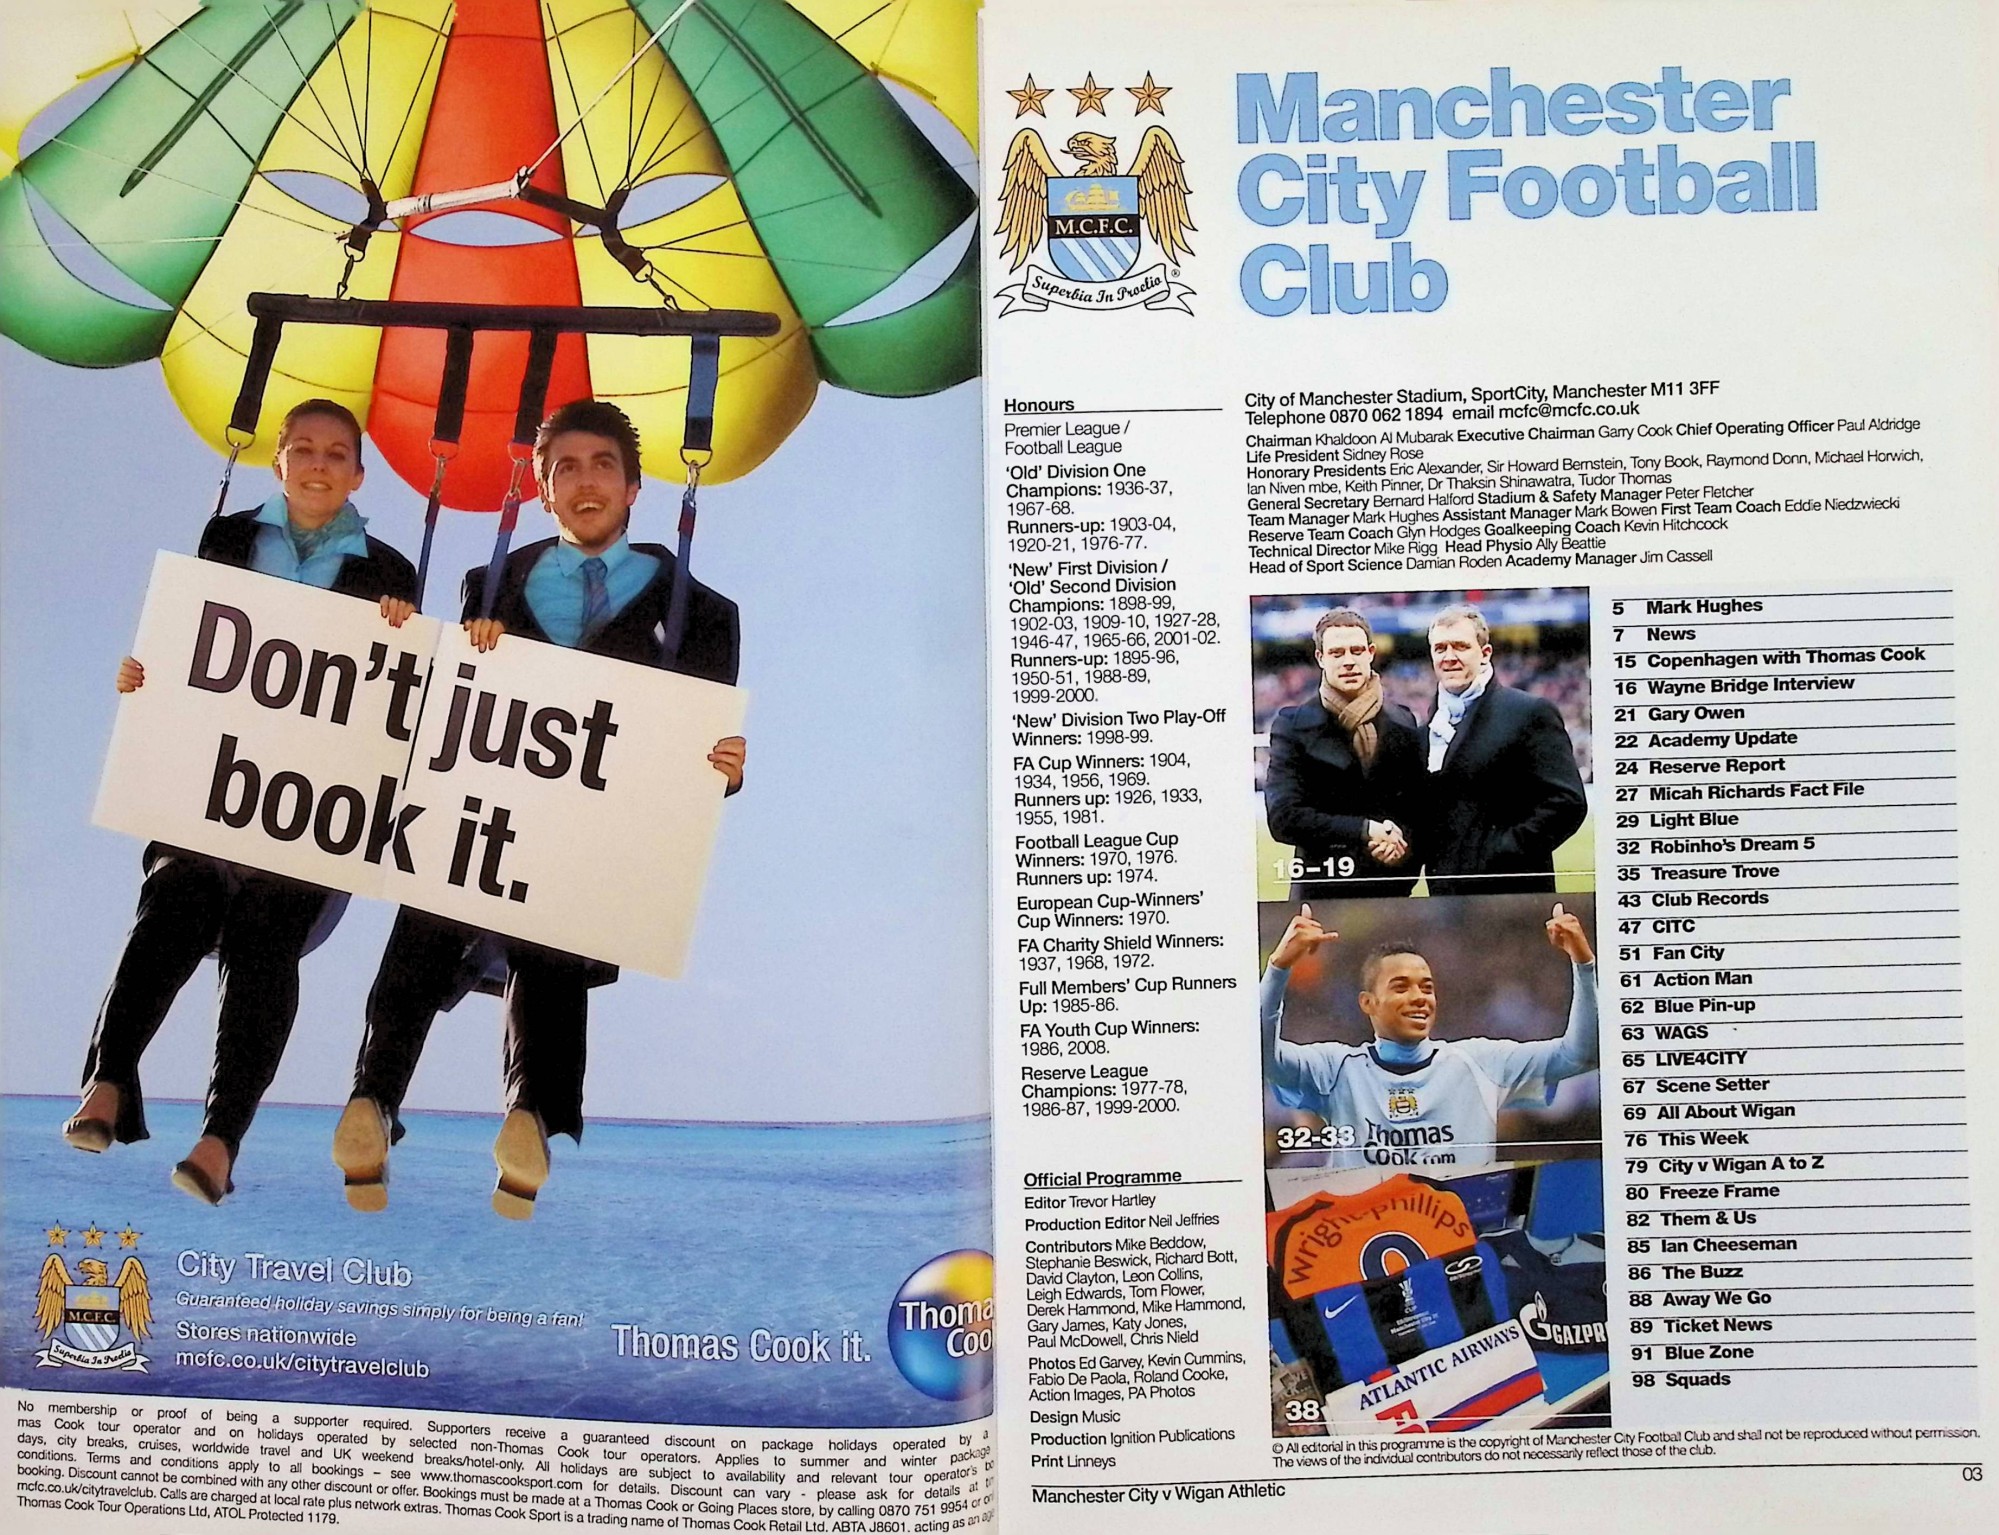 Don't just
book it.
M.C.F.C.
Superbia In Proelio
City Travel Club
Guaranteed holiday savings simply for being a fan!
Stores nationwide
mcfc.co.uk/citytravelclub
Thomas Cook it.
Thoma
Coo
No membership or proof of being a supporter required. Supporters receive a guaranteed discount on package holidays operated by a
mas Cook tour operator and on holidays operated by selected non-Thomas Cook tour operators. Applies to summer and winter package
days, city breaks, cruises, worldwide travel and UK weekend breaks/hotel-only. All holidays are subject to availability and relevant tour operator's bo
conditions. Terms and conditions apply to all bookings – see www.thomascooksport.com for details. Discount can vary - please ask for details at
booking. Discount cannot be combined with any other discount or offer. Bookings must be made at a Thomas Cook or Going Places store, by calling 0870 751 9954 or
mcfc.co.uk/citytravelclub. Calls are charged at local rate plus network extras. Thomas Cook Sport is a trading name of Thomas Cook Retail Ltd. ABTA J8601. acting as an
Thomas Cook Tour Operations Ltd, ATOL Protected 1179.
M.C.F.C.
Superbia In Proelio
®
Manchester
City Football
Club
Honours
Premier League /
Football League
'Old' Division One
Champions: 1936-37,
1967-68.
Runners-up: 1903-04,
1920-21, 1976-77.
'New' First Division /
'Old' Second Division
Champions: 1898-99,
1902-03, 1909-10, 1927-28,
1946-47, 1965-66, 2001-02.
Runners-up: 1895-96,
1950-51, 1988-89,
1999-2000.
'New' Division Two Play-Off
Winners: 1998-99.
FA Cup Winners: 1904,
1934, 1956, 1969.
Runners up: 1926, 1933,
1955, 1981.
Football League Cup
Winners: 1970, 1976.
Runners up: 1974.
European Cup-Winners'
Cup Winners: 1970.
FA Charity Shield Winners:
1937, 1968, 1972.
Full Members' Cup Runners
Up: 1985-86.
FA Youth Cup Winners:
1986, 2008.
Reserve League
Champions: 1977-78,
1986-87, 1999-2000.
Official Programme
Editor Trevor Hartley
Production Editor Neil Jeffries
Contributors Mike Beddow,
Stephanie Beswick, Richard Bott,
David Clayton, Leon Collins,
Leigh Edwards, Tom Flower,
Derek Hammond, Mike Hammond,
Gary James, Katy Jones,
Paul McDowell, Chris Nield
Photos Ed Garvey, Kevin Cummins,
Fabio De Paola, Roland Cooke,
Action Images, PA Photos
Design Music
Production Ignition Publications
Print Linneys
City of Manchester Stadium, SportCity, Manchester M11 3FF
Telephone 0870 062 1894 email mcfc@mcfc.co.uk
Chairman Khaldoon Al Mubarak Executive Chairman Garry Cook Chief Operating Officer Paul Aldridge
Life President Sidney Rose
Honorary Presidents Eric Alexander, Sir Howard Bernstein, Tony Book, Raymond Donn, Michael Horwich,
Ian Niven mbe, Keith Pinner, Dr Thaksin Shinawatra, Tudor Thomas
General Secretary Bernard Halford Stadium & Safety Manager Peter Fletcher
Team Manager Mark Hughes Assistant Manager Mark Bowen First Team Coach Eddie Niedzwiecki
Reserve Team Coach Glyn Hodges Goalkeeping Coach Kevin Hitchcock
Technical Director Mike Rigg Head Physio Ally Beattie
Head of Sport Science Damian Roden Academy Manager Jim Cassell
16–19
32-33
Thomas
Cook com
wright-phillips
ATLANTIC AIRWAYS
GAZPR
38
5 Mark Hughes
7 News
15 Copenhagen with Thomas Cook
16 Wayne Bridge Interview
21 Gary Owen
22 Academy Update
24 Reserve Report
27 Micah Richards Fact File
29 Light Blue
32 Robinho's Dream 5
35 Treasure Trove
43 Club Records
47 CITC
51 Fan City
61 Action Man
62 Blue Pin-up
63 WAGS
65 LIVE4CITY
67 Scene Setter
69 All About Wigan
76 This Week
79 City v Wigan A to Z
80 Freeze Frame
82 Them & Us
85 Ian Cheeseman
86 The Buzz
88 Away We Go
89 Ticket News
91 Blue Zone
98 Squads
© All editorial in this programme is the copyright of Manchester City Football Club and shall not be reproduced without permission.
The views of the individual contributors do not necessarily reflect those of the club.
03
Manchester City v Wigan Athletic